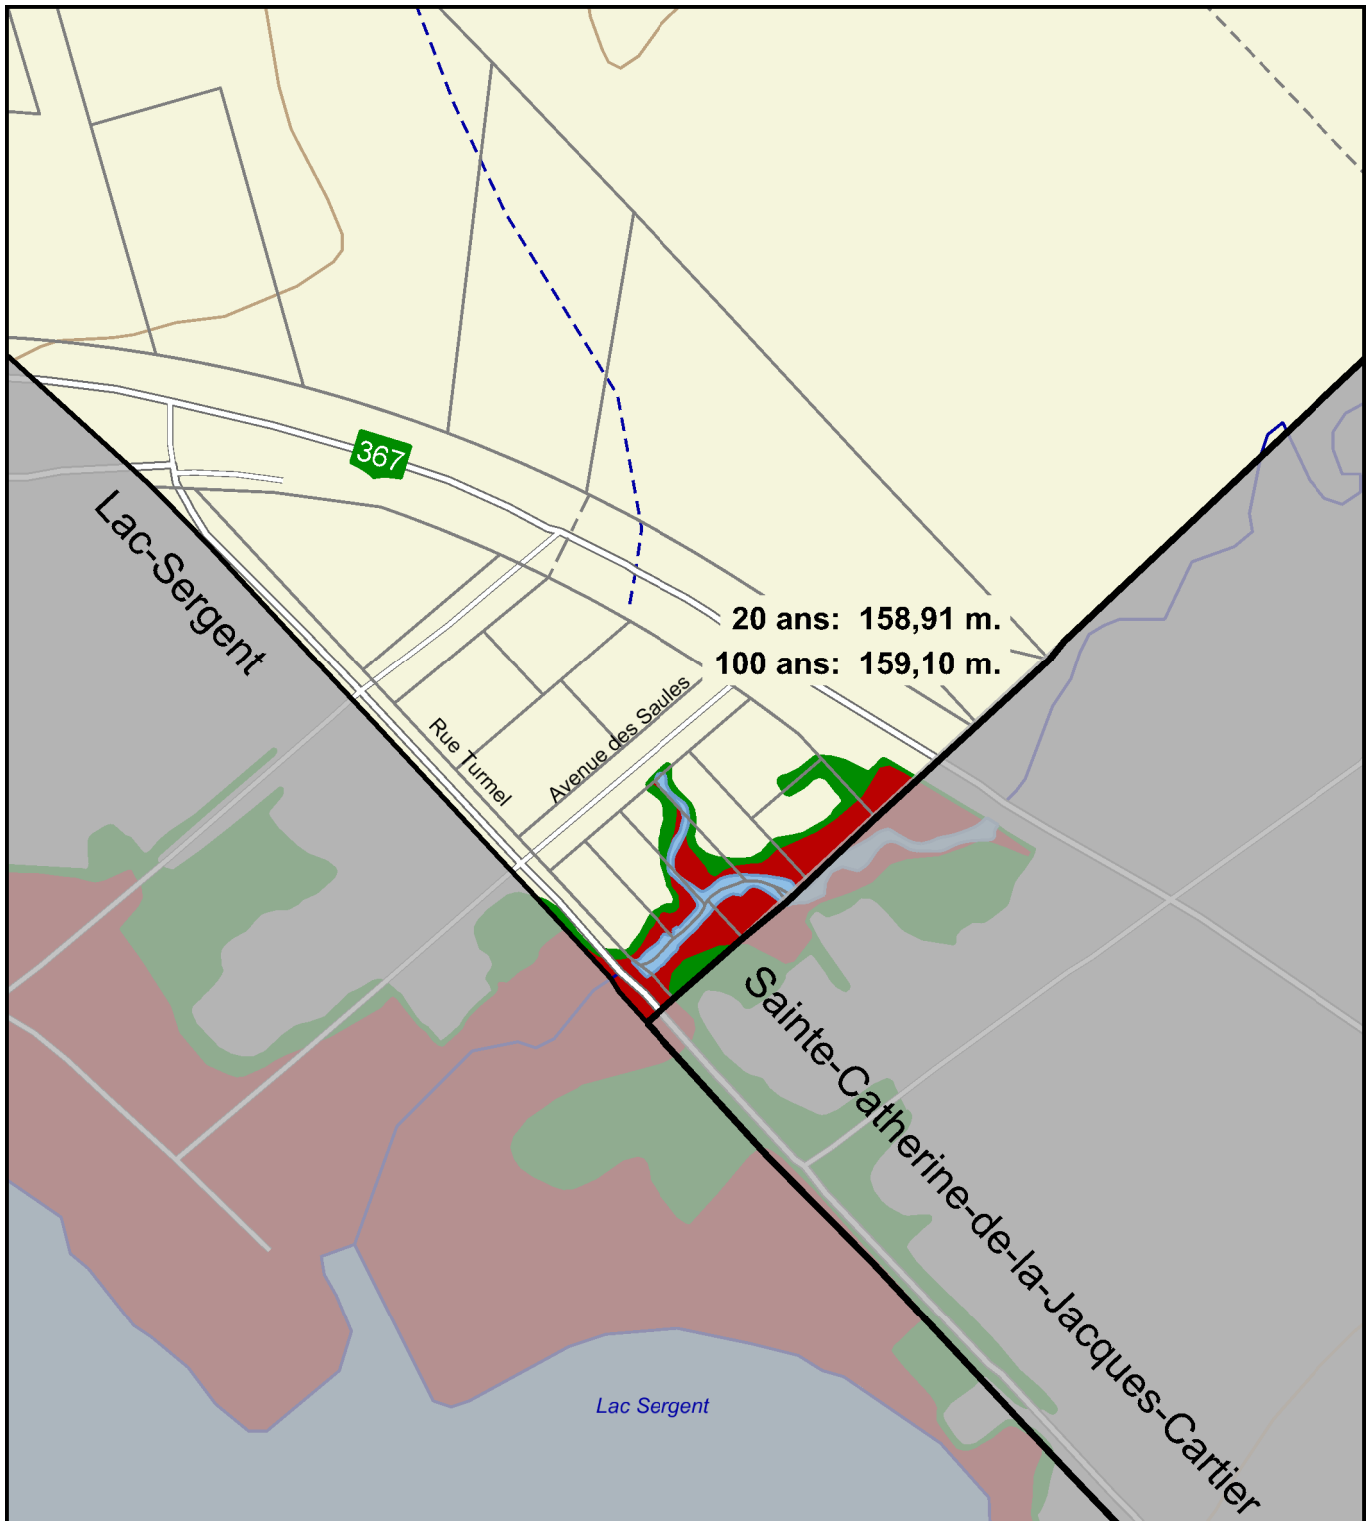 367
Lac-Sergent
20 ans: 158,91 m.
100 ans: 159,10 m.
Rue Turmel
Avenue des Saules
Sainte-Catherine-de-la-Jacques-Cartier
Lac Sergent